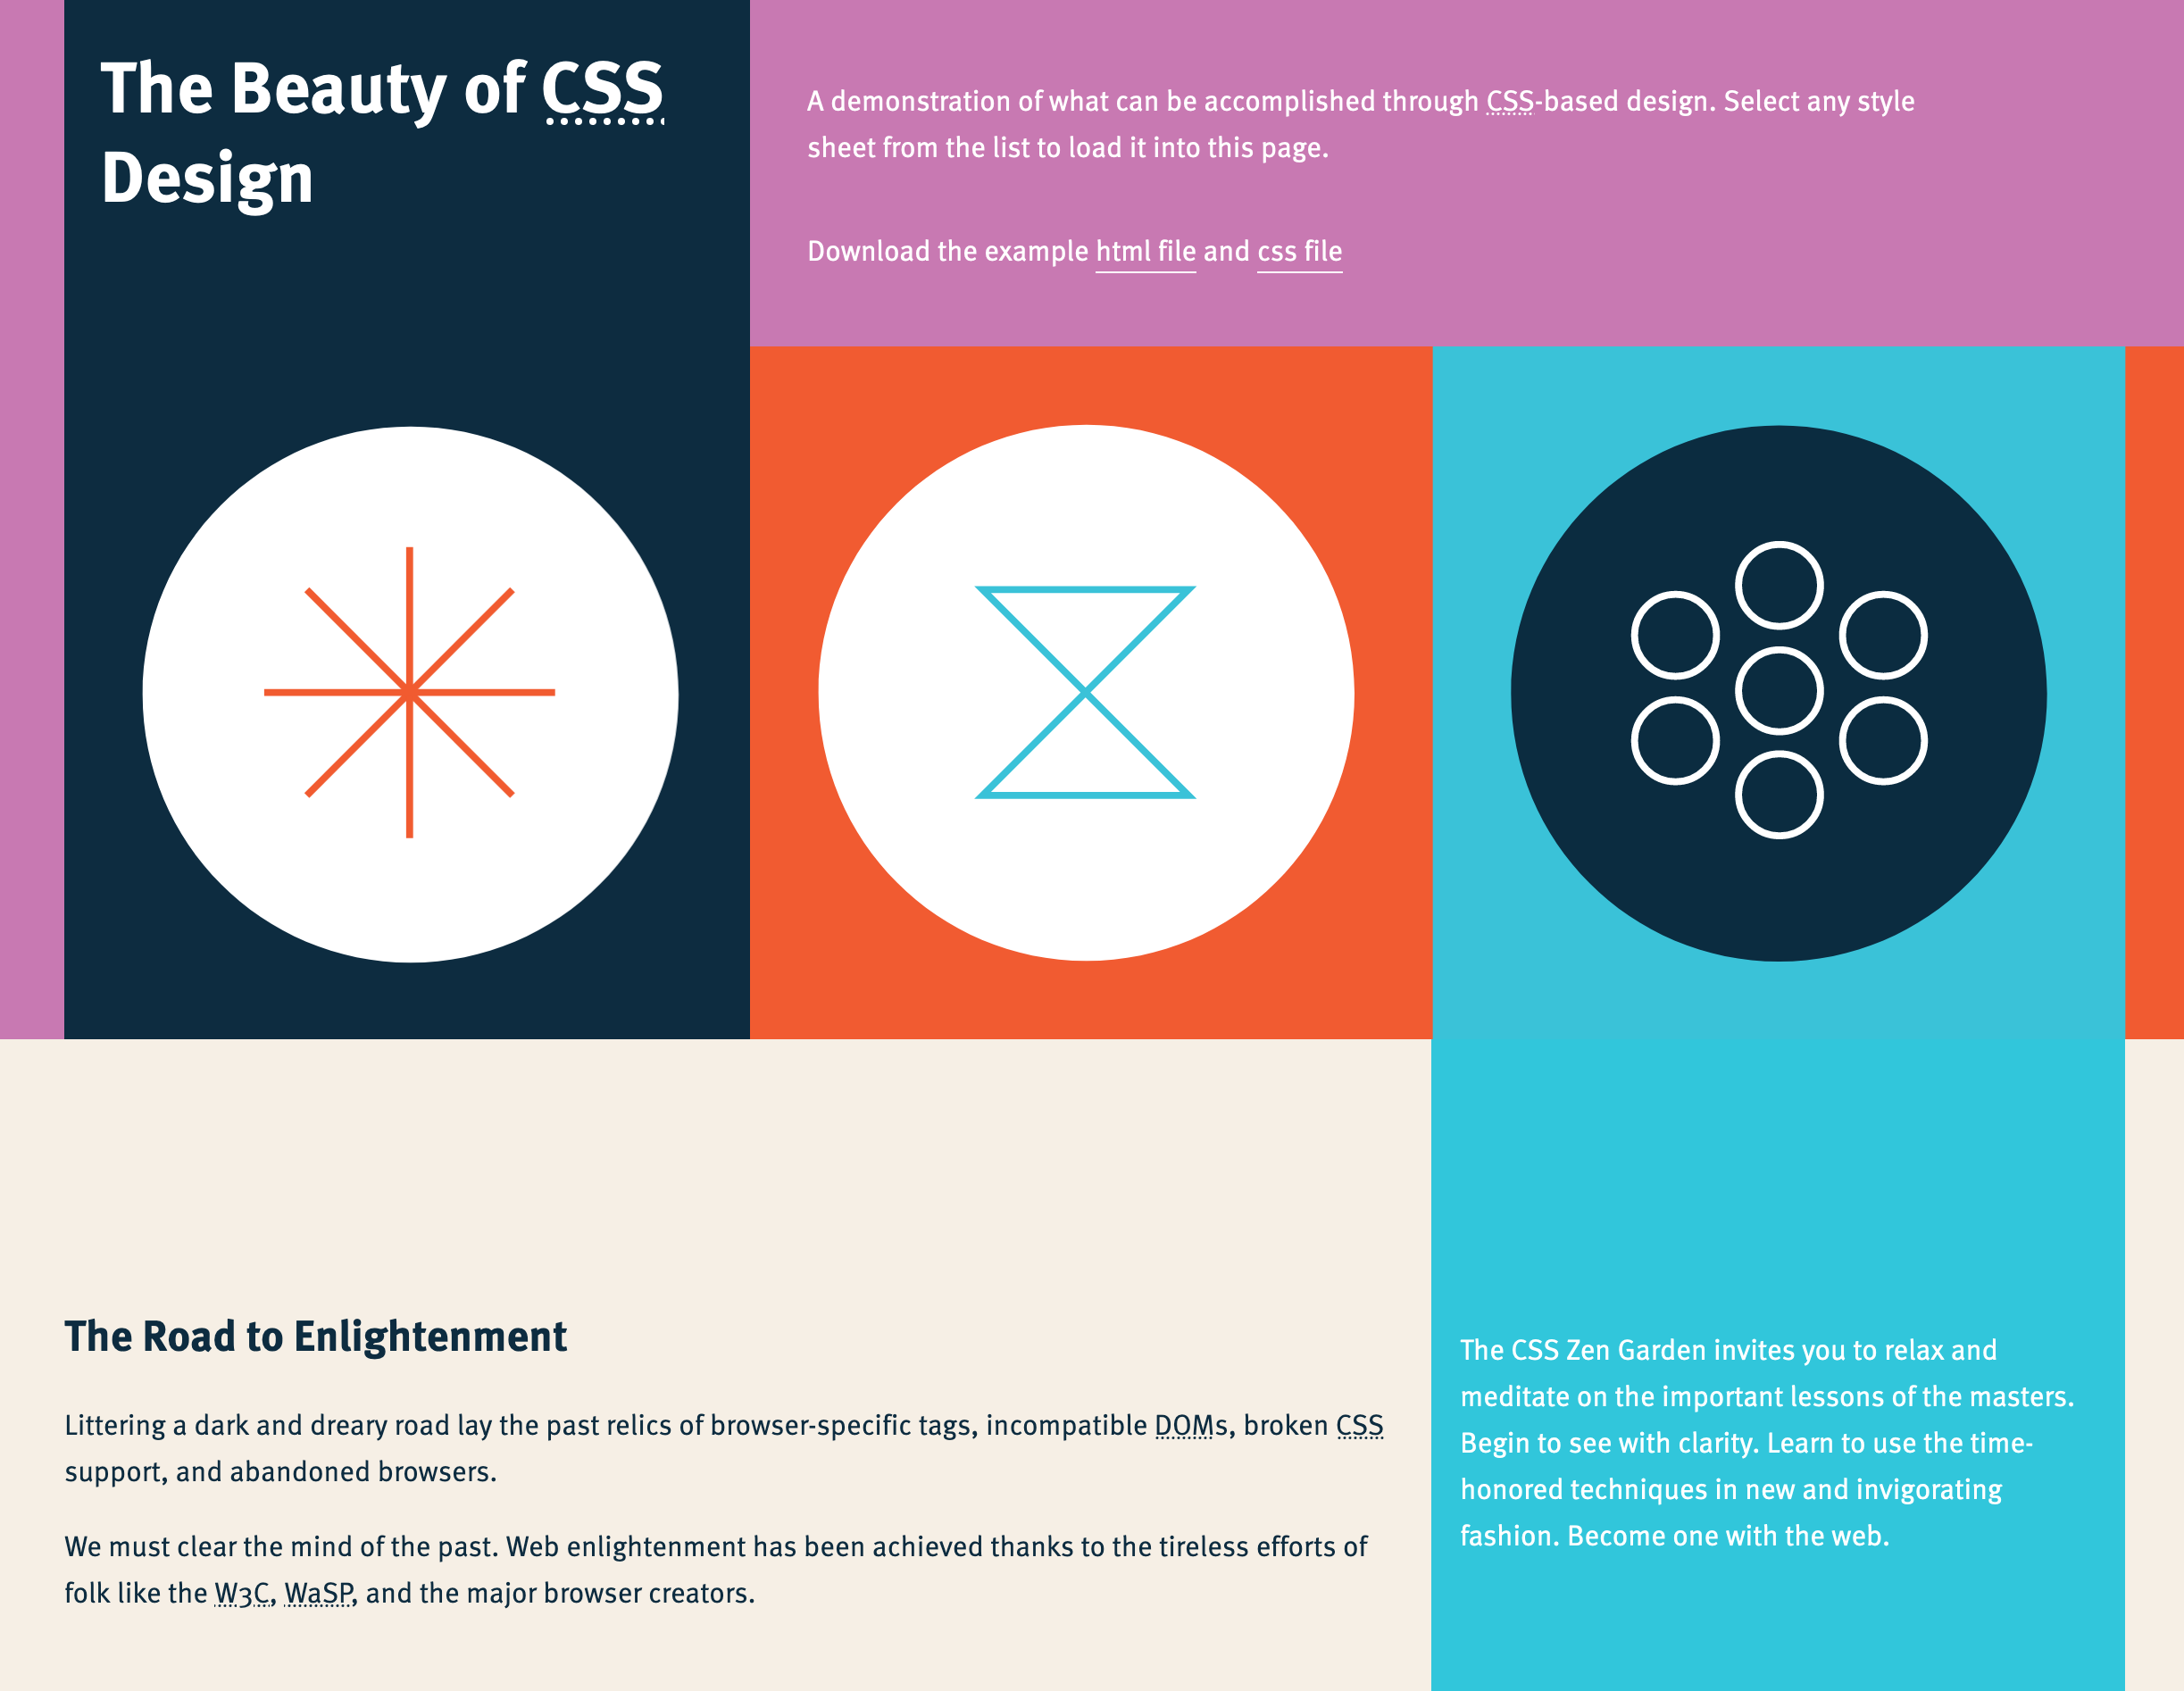 The Beauty of CSS
Design
A demonstration of what can be accomplished through CSS-based design. Select any style
sheet from the list to load it into this page.
Download the example html file and css file
The Road to Enlightenment
Littering a dark and dreary road lay the past relics of browser-specific tags, incompatible DOMs, broken CSS
support, and abandoned browsers.
We must clear the mind of the past. Web enlightenment has been achieved thanks to the tireless efforts of
folk like the W3C, WaSP, and the major browser creators.
The CSS Zen Garden invites you to relax and
meditate on the important lessons of the masters.
Begin to see with clarity. Learn to use the time-
honored techniques in new and invigorating
fashion. Become one with the web.